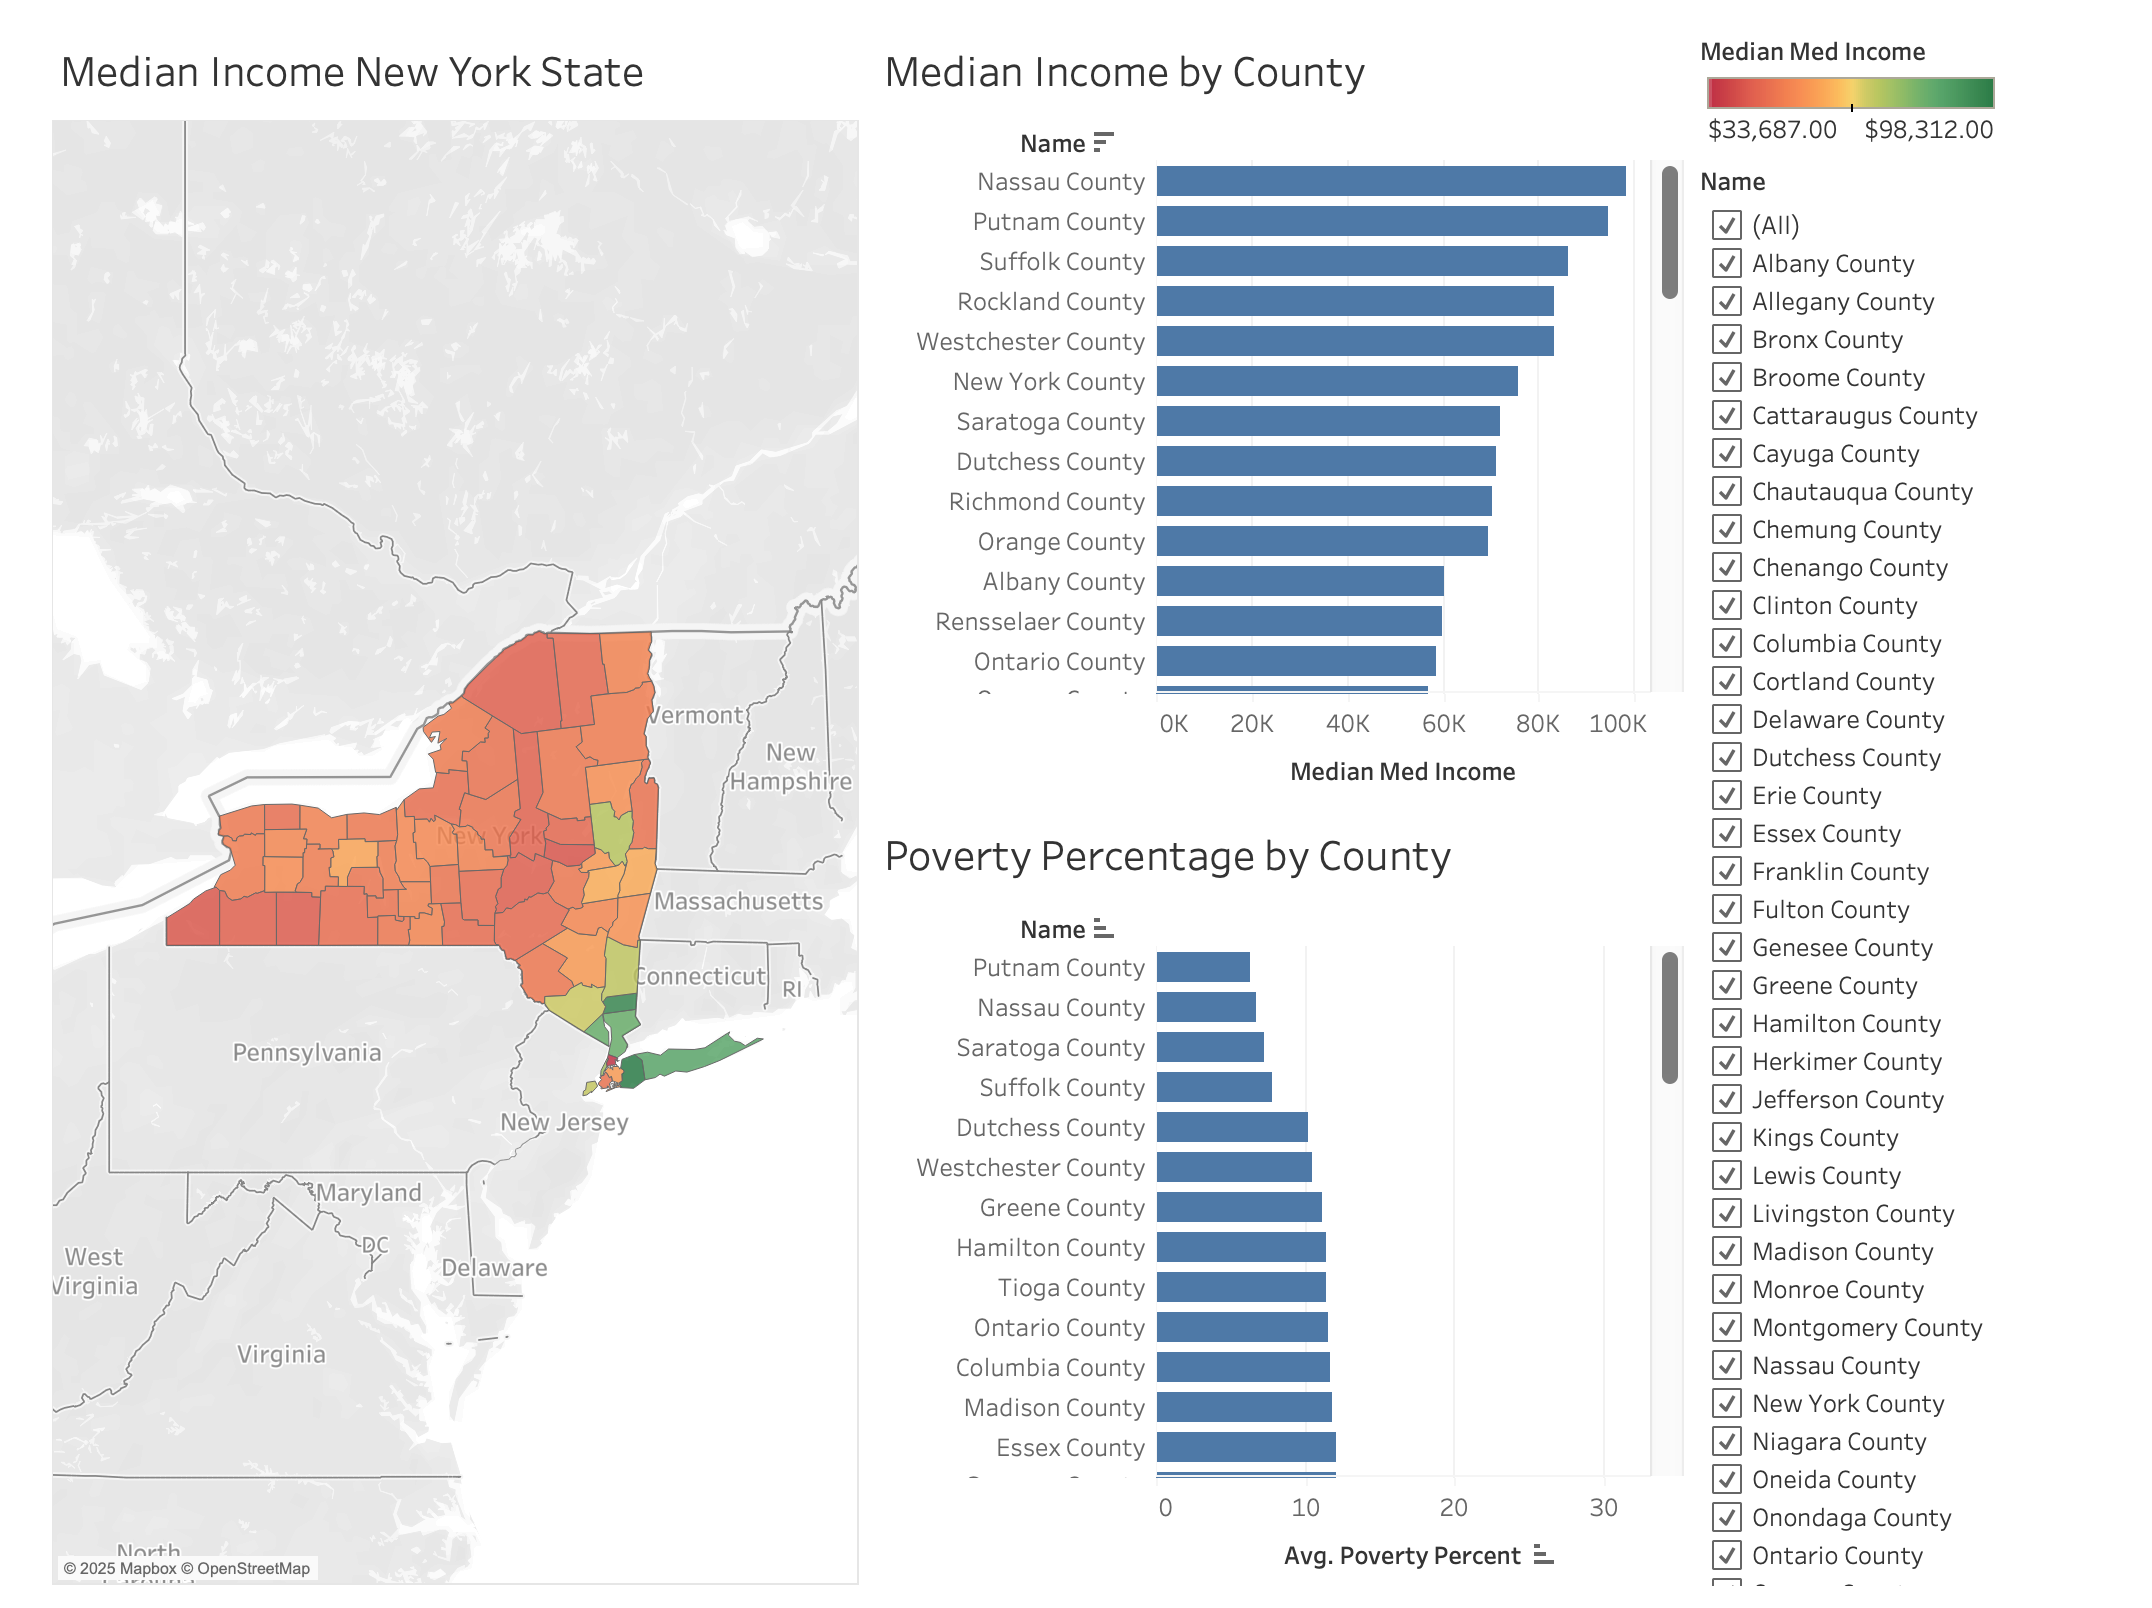 Median Income New York State
Vermont
New
Hampshire
New York
Massachusetts
Connecticut
RI
Pennsylvania
New Jersey
Maryland
DC
West
Virginia
Delaware
Virginia
North
© 2025 Mapbox © OpenStreetMap
Median Income by County
Name
Nassau County
Putnam County
Suffolk County
Rockland County
Westchester County
New York County
Saratoga County
Dutchess County
Richmond County
Orange County
Albany County
Rensselaer County
Ontario County
0K 20K 40K 60K 80K 100K
Median Med Income
Poverty Percentage by County
Name
Putnam County
Nassau County
Saratoga County
Suffolk County
Dutchess County
Westchester County
Greene County
Hamilton County
Tioga County
Ontario County
Columbia County
Madison County
Essex County
0 10 20 30
Avg. Poverty Percent
Median Med Income
$33,687.00 $98,312.00
Name
(All)
Albany County
Allegany County
Bronx County
Broome County
Cattaraugus County
Cayuga County
Chautauqua County
Chemung County
Chenango County
Clinton County
Columbia County
Cortland County
Delaware County
Dutchess County
Erie County
Essex County
Franklin County
Fulton County
Genesee County
Greene County
Hamilton County
Herkimer County
Jefferson County
Kings County
Lewis County
Livingston County
Madison County
Monroe County
Montgomery County
Nassau County
New York County
Niagara County
Oneida County
Onondaga County
Ontario County